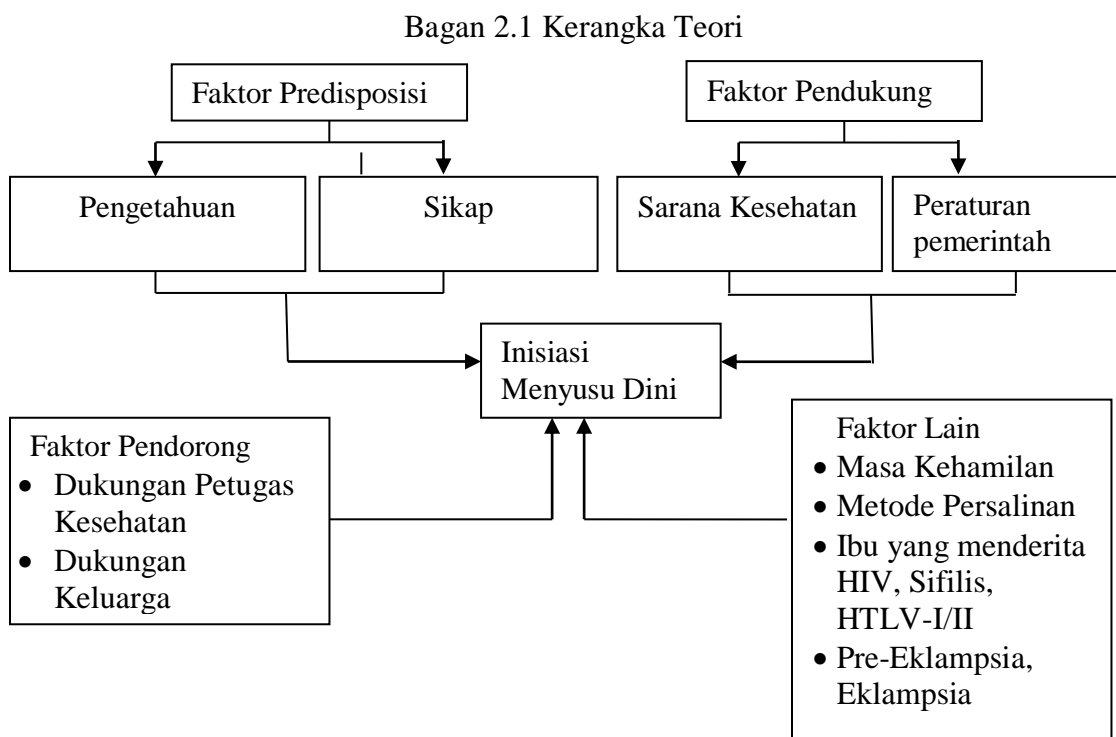 Bagan 2.1 Kerangka Teori
Faktor Predisposisi
Faktor Pendukung
Pengetahuan
Sikap
Sarana Kesehatan
Peraturan
pemerintah
Inisiasi
Menyusu Dini
Faktor Pendorong
• Dukungan Petugas
Kesehatan
• Dukungan
Keluarga
Faktor Lain
• Masa Kehamilan
• Metode Persalinan
• Ibu yang menderita
HIV, Sifilis,
HTLV-I/II
• Pre-Eklampsia,
Eklampsia